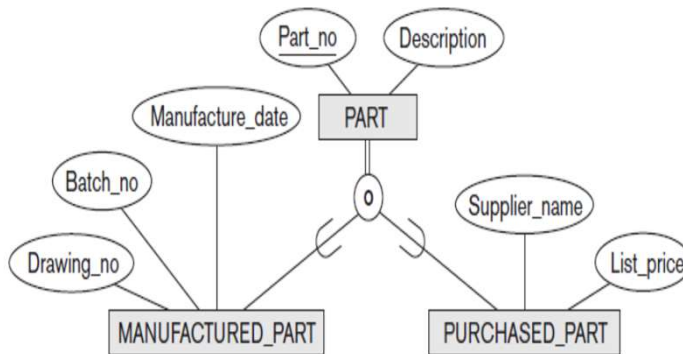 Part_no
Description
PART
Manufacture_date
o
Batch_no
Supplier_name
Drawing_no
List_price
MANUFACTURED_PART
PURCHASED_PART